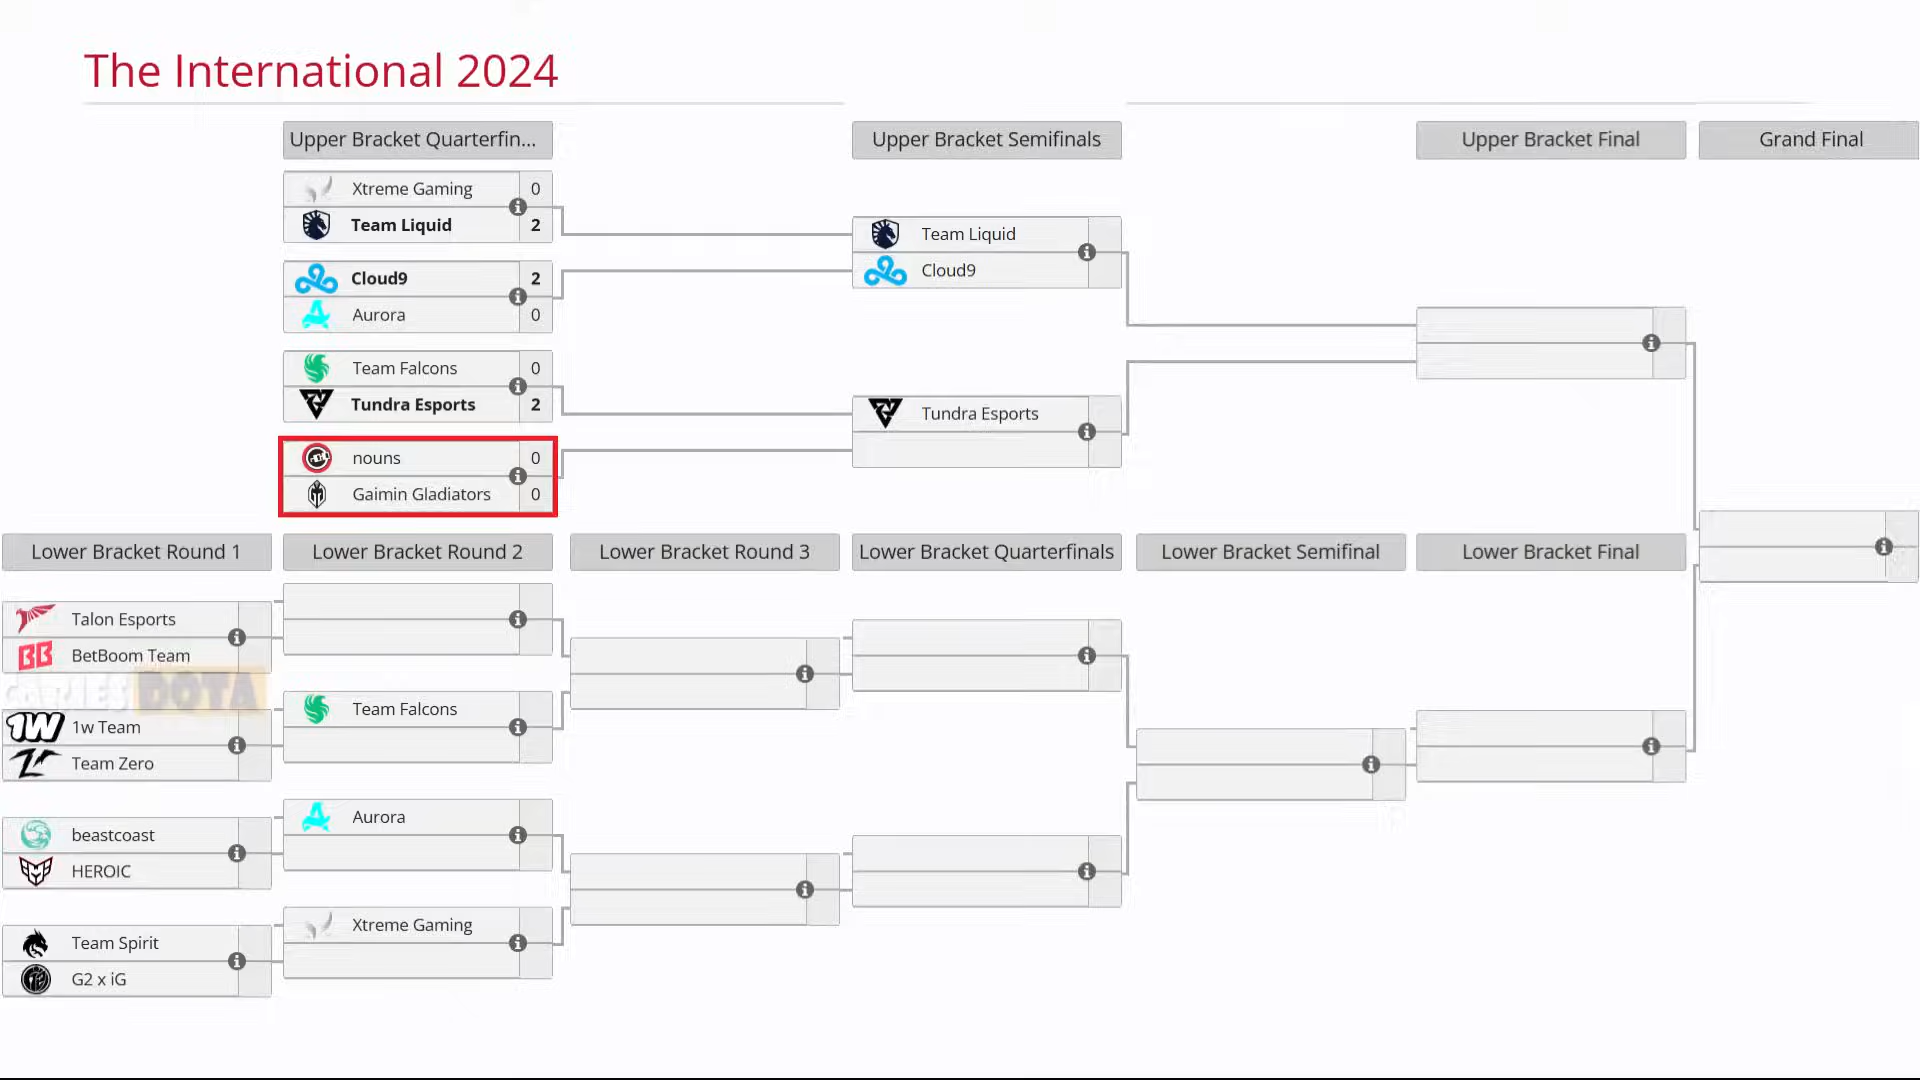 The International 2024
Upper Bracket Quarterfin...
Upper Bracket Semifinals
Upper Bracket Final
Grand Final
Xtreme Gaming 0
Team Liquid 2
Cloud9 2
Aurora 0
Team Falcons 0
Tundra Esports 2
nouns 0
Gaimin Gladiators 0
Team Liquid
Cloud9
Tundra Esports
Lower Bracket Round 1
Lower Bracket Round 2
Lower Bracket Round 3
Lower Bracket Quarterfinals
Lower Bracket Semifinal
Lower Bracket Final
Talon Esports
BB BetBoom Team
DOTA
1W 1w Team
Team Zero
beastcoast
HEROIC
Team Spirit
G2 x iG
Team Falcons
Aurora
Xtreme Gaming